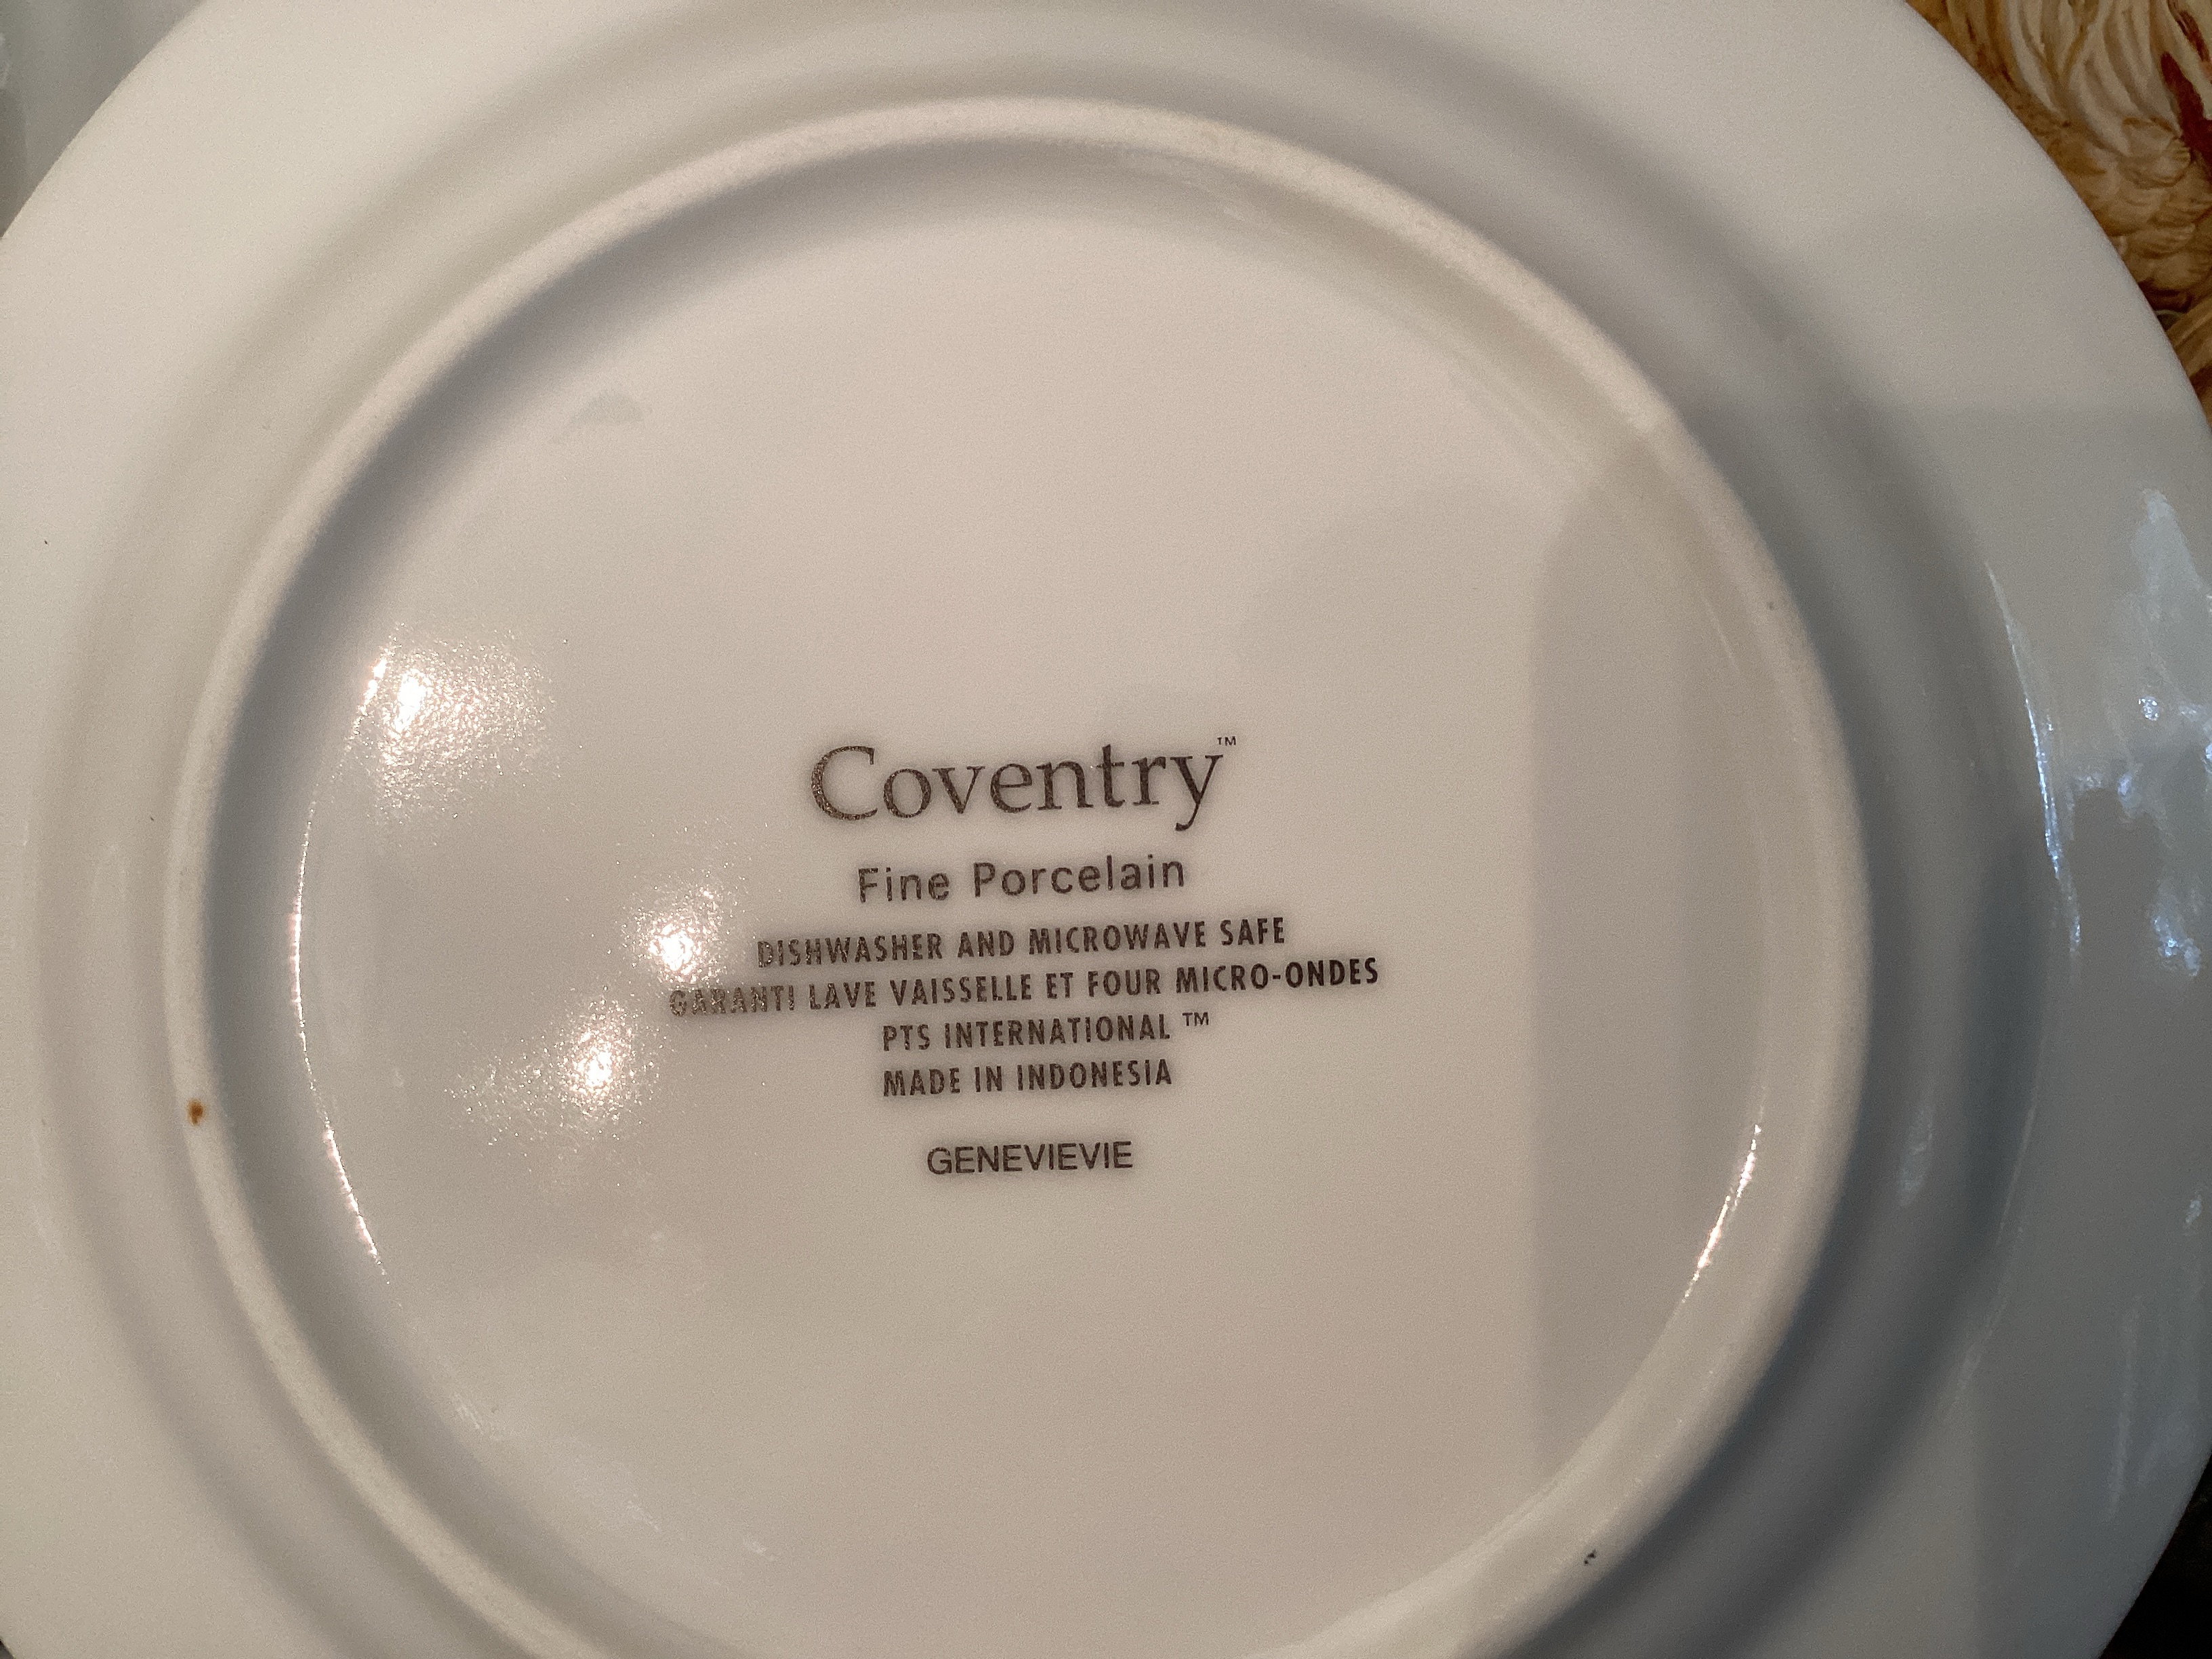 Coventry™
Fine Porcelain
DISHWASHER AND MICROWAVE SAFE
GARANTI LAVE VAISSELLE ET FOUR MICRO-ONDES
PTS INTERNATIONAL ™
MADE IN INDONESIA
GENEVIEVIE